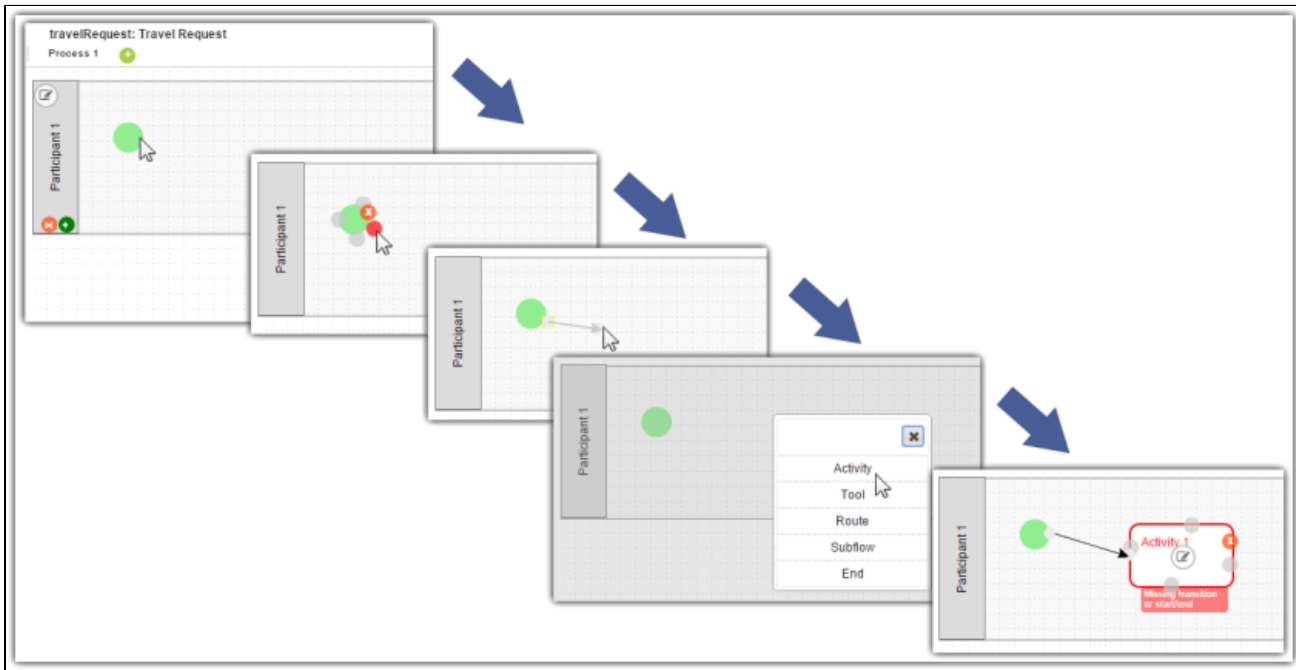 travelRequest: Travel Request
Process 1
Participant 1
Participant 1
Participant 1
Participant 1
Activity
Tool
Route
Subflow
End
Participant 1
Activity 1
Missing transition
or start/end